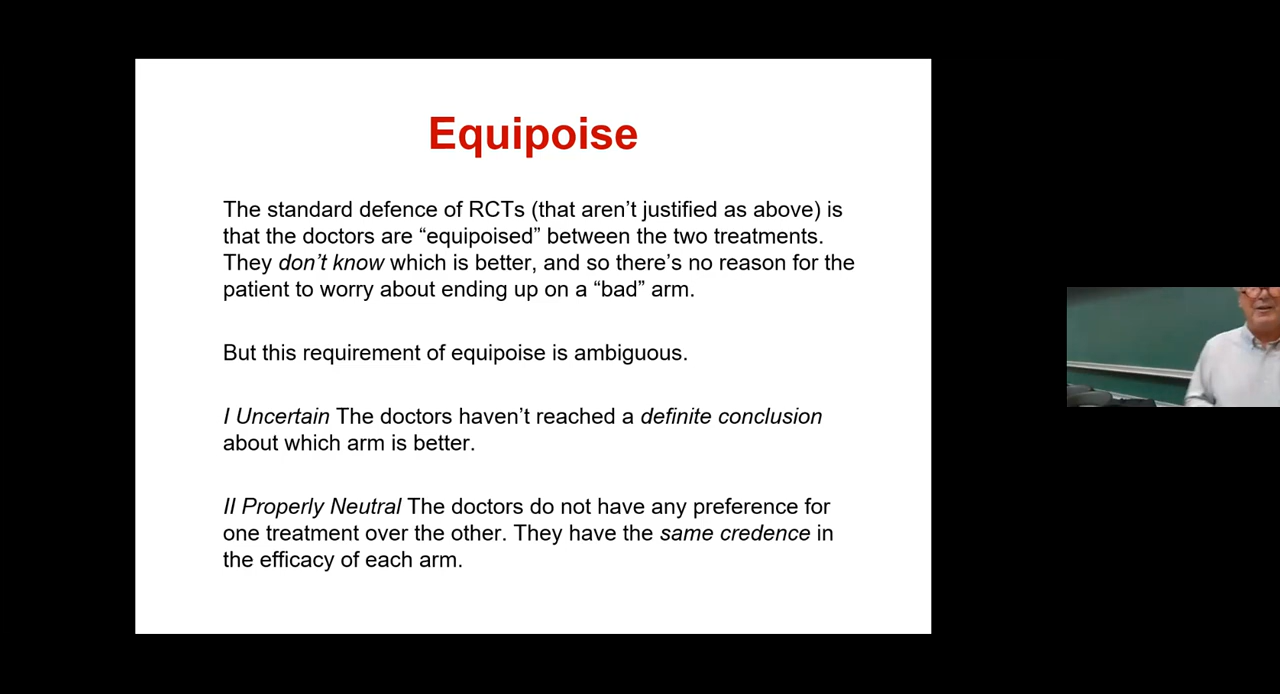 Equipoise
The standard defence of RCTs (that aren’t justified as above) is
that the doctors are “equipoised” between the two treatments.
They don’t know which is better, and so there’s no reason for the
patient to worry about ending up on a “bad” arm.
But this requirement of equipoise is ambiguous.
I Uncertain The doctors haven’t reached a definite conclusion
about which arm is better.
II Properly Neutral The doctors do not have any preference for
one treatment over the other. They have the same credence in
the efficacy of each arm.